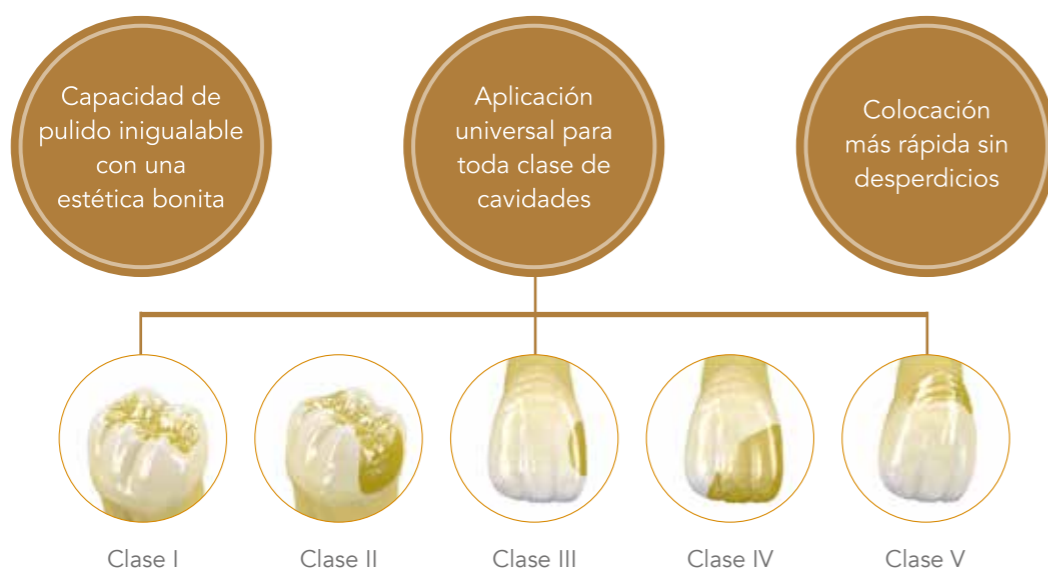 Capacidad de
pulido inigualable
con una
estética bonita
Aplicación
universal para
toda clase de
cavidades
Colocación
más rápida sin
desperdicios
Clase I
Clase II
Clase III
Clase IV
Clase V